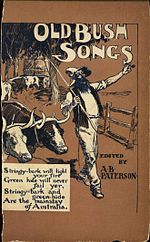 OLD BUSH
SONGS
EDITED
BY
A B
PATERSON
Stringy-bark will light
your fire
Green hide will never
fail yer.
Stringy-bark and
green-hide
Are the mainstay
of Australia.